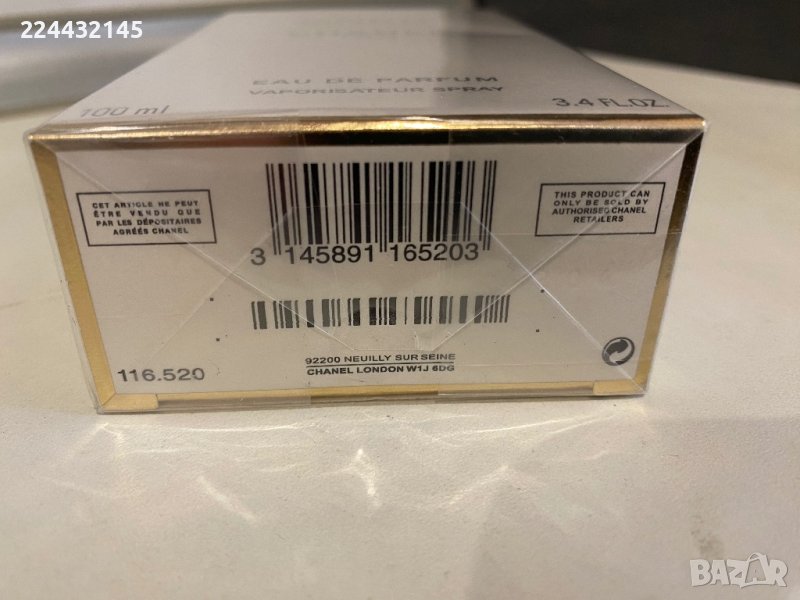 224432145
EAU DE PARFUM
VAPORISATEUR SPRAY
100 ml
3.4 FL.OZ.
CET ARTICLE NE PEUT
ÊTRE VENDU QUE
PAR LES DÉPOSITAIRES
AGRÉÉS CHANEL
THIS PRODUCT CAN
ONLY BE SOLD BY
AUTHORISED CHANEL
RETAILERS
3 145891 165203
92200 NEUILLY SUR SEINE
CHANEL LONDON W1J 6DG
116.520
BAZAR